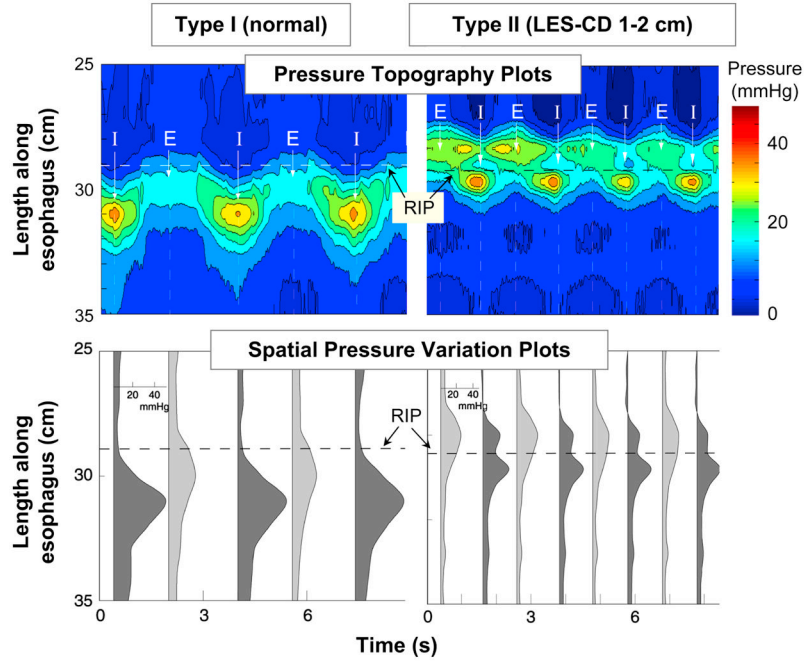 Type I (normal)
Type II (LES-CD 1-2 cm)
Pressure Topography Plots
Pressure
(mmHg)
Length along
esophagus (cm)
25
30
35
I
E
I
E
I
E
I
E
I
E
I
E
I
RIP
40
20
0
Spatial Pressure Variation Plots
Length along
esophagus (cm)
25
30
35
20 40
mmHg
20 40
mmHg
RIP
0
3
6
0
3
6
Time (s)